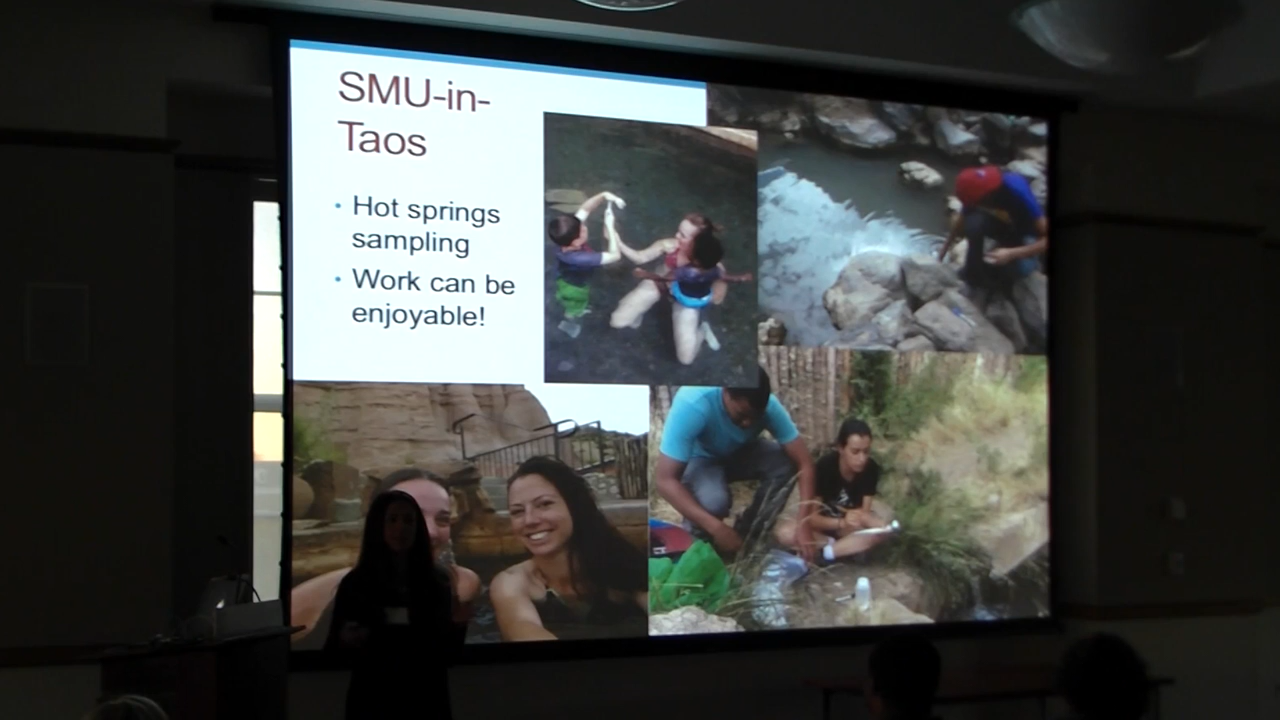 SMU-in-
Taos
• Hot springs
sampling
• Work can be
enjoyable!